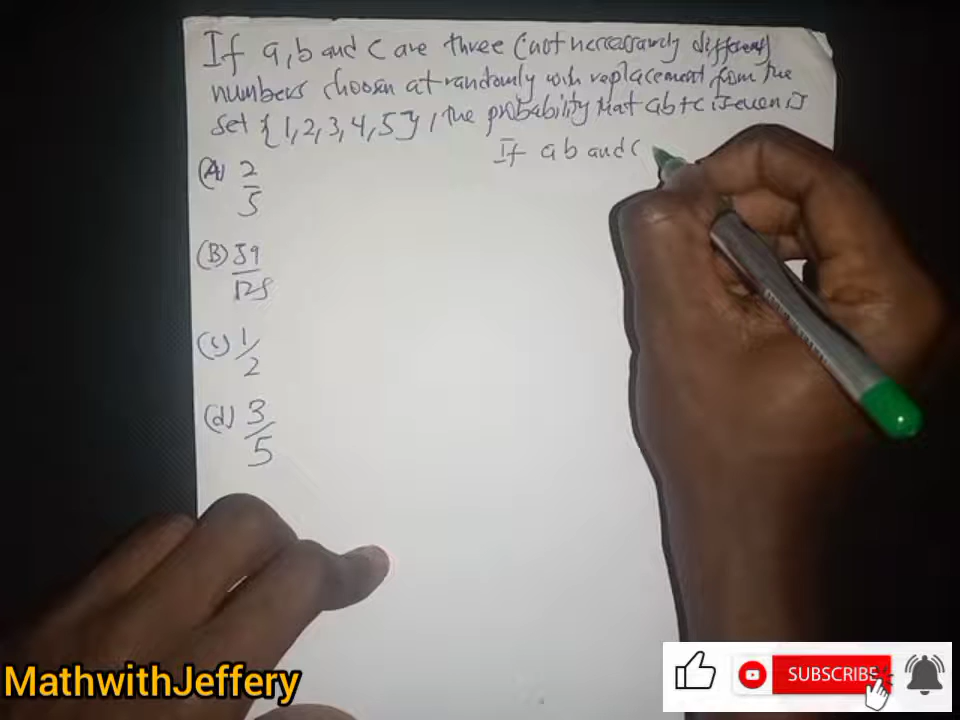 If a, b and c are three (not necessarily different)
numbers choosen at randomly with replacement from the
set {1, 2, 3, 4, 5}, the probability that ab+c is even is
If ab and c
(A) 2/5
(B) 59/125
(c) 1/2
(d) 3/5
MathwithJeffery
SUBSCRIBE